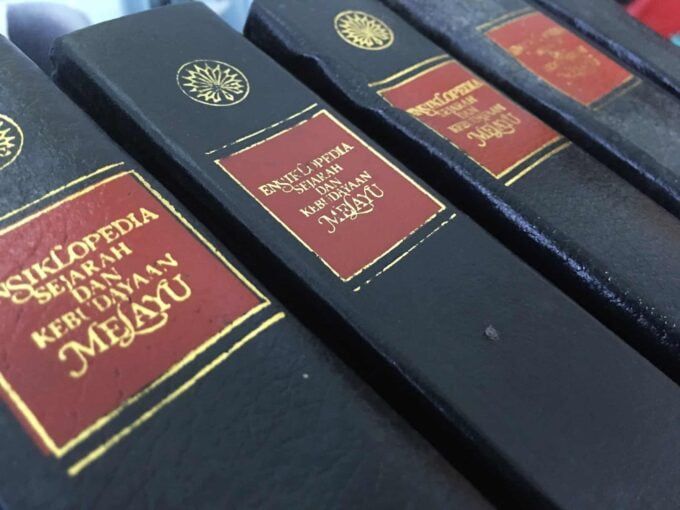 NSIKLOPEDIA
SEJARAH
DAN
KEBUDAYAAN
MELAYU
ENSIKLOPEDIA
SEJARAH
DAN
KEBUDAYAAN
MELAYU
ENSIKLOPEDIA
SEJARAH
DAN
KEBUDAYAAN
MELAYU